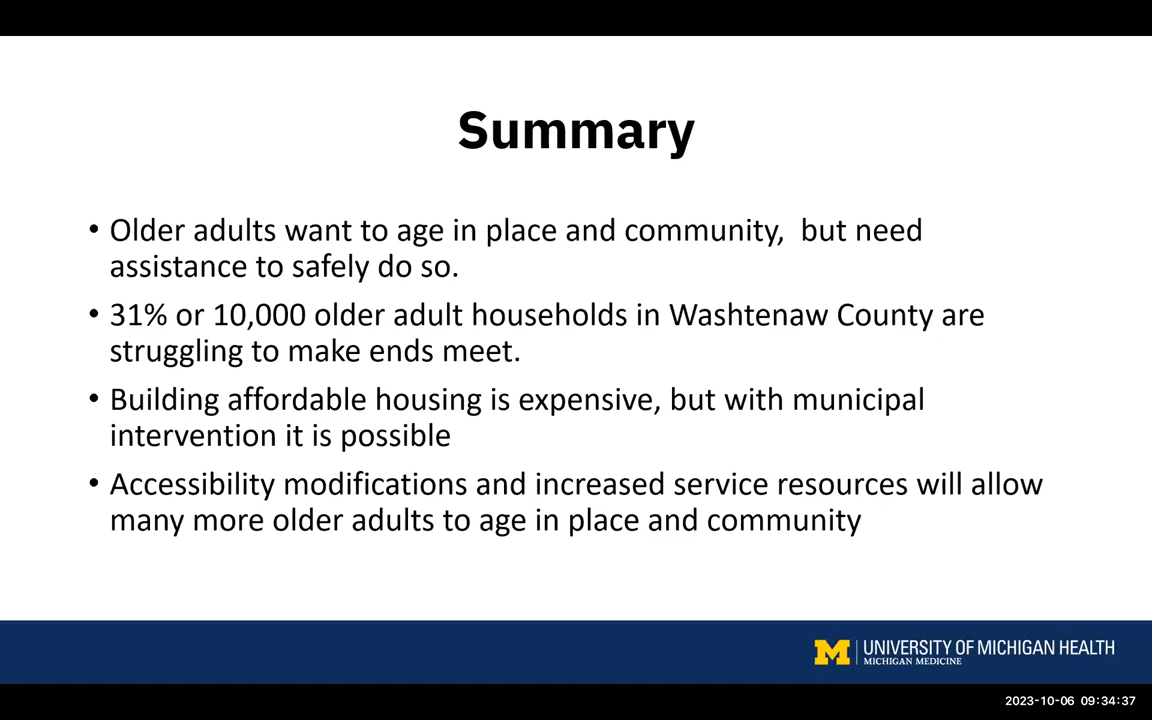 Summary
• Older adults want to age in place and community,  but need
assistance to safely do so.
• 31% or 10,000 older adult households in Washtenaw County are
struggling to make ends meet.
• Building affordable housing is expensive, but with municipal
intervention it is possible
• Accessibility modifications and increased service resources will allow
many more older adults to age in place and community
M UNIVERSITY OF MICHIGAN HEALTH
MICHIGAN MEDICINE
2023-10-06 09:34:37